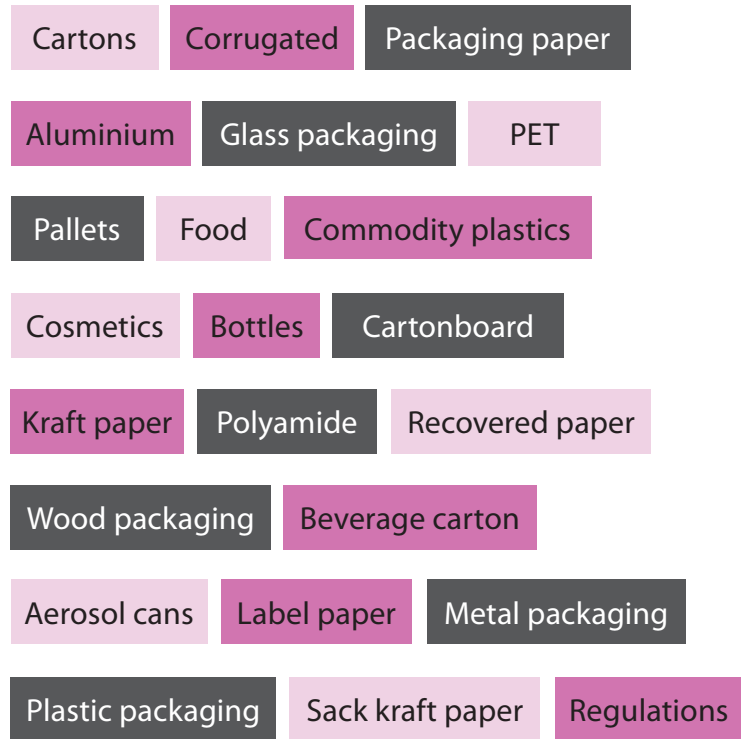 Cartons Corrugated Packaging paper
Aluminium Glass packaging PET
Pallets Food Commodity plastics
Cosmetics Bottles Cartonboard
Kraft paper Polyamide Recovered paper
Wood packaging Beverage carton
Aerosol cans Label paper Metal packaging
Plastic packaging Sack kraft paper Regulations